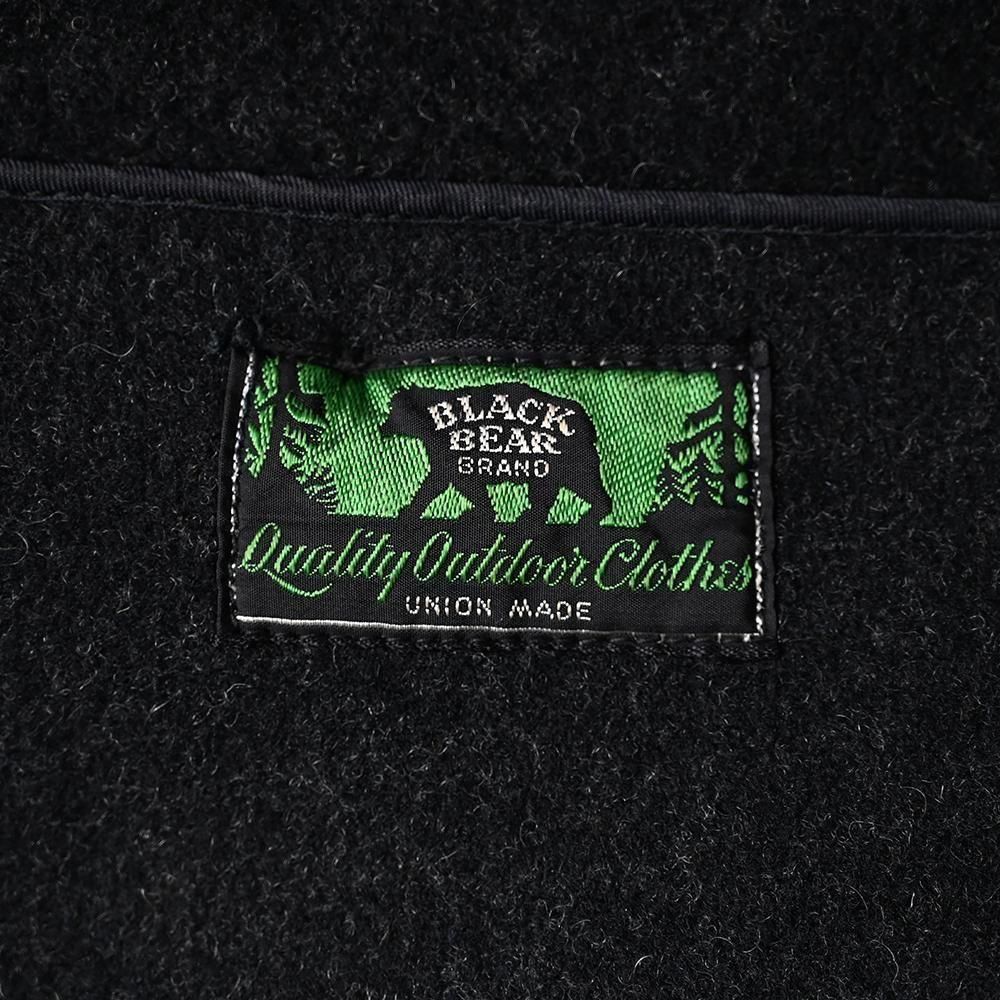 BLACK
BEAR
BRAND
Quality Outdoor Clothes
UNION MADE